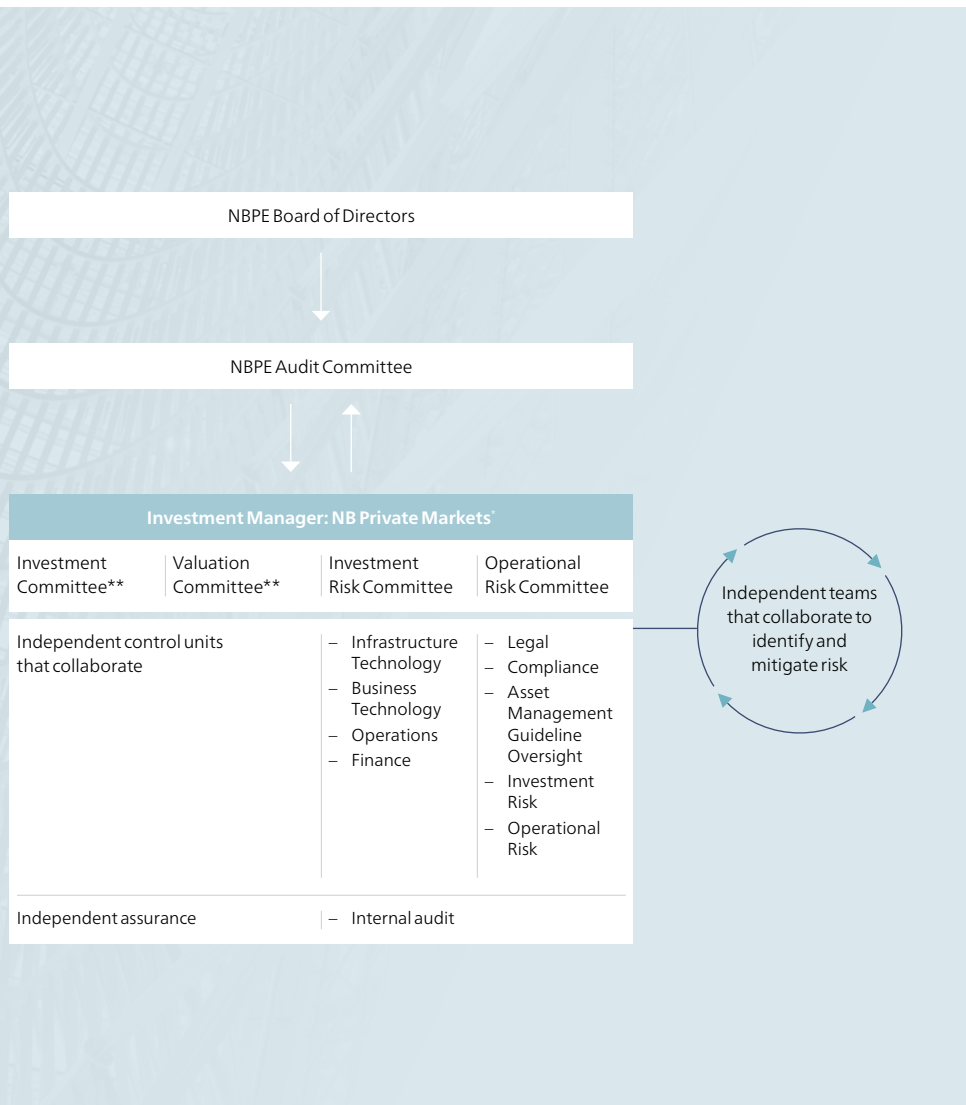 NBPE Board of Directors
NBPE Audit Committee
Investment Manager: NB Private Markets*
Investment
Committee**
Valuation
Committee**
Investment
Risk Committee
Operational
Risk Committee
Independent control units
that collaborate
– Infrastructure
Technology
– Business
Technology
– Operations
– Finance
– Legal
– Compliance
– Asset
Management
Guideline
Oversight
– Investment
Risk
– Operational
Risk
Independent assurance
– Internal audit
Independent teams
that collaborate to
identify and
mitigate risk